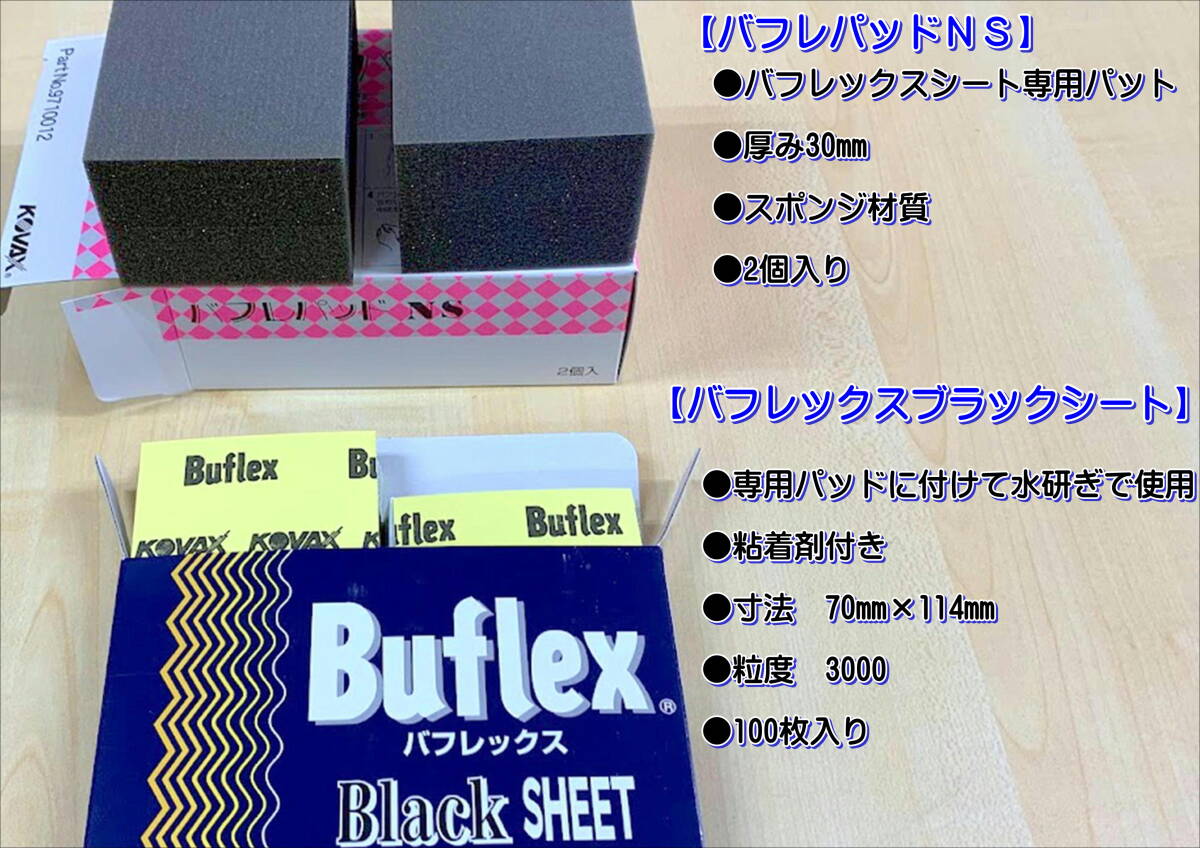 【バフレパッドＮＳ】
●バフレックスシート専用パット
●厚み30mm
●スポンジ材質
●2個入り
Part No.9710012
KOVAX®
バフレパッド NS
2個入
【バフレックスブラックシート】
●専用パッドに付けて水研ぎで使用
●粘着剤付き
●寸法　70mm×114mm
●粒度　3000
●100枚入り
Buflex Bu
KOVAX KOVAX K
flex Buflex
Buflex®
バフレックス
Black SHEET